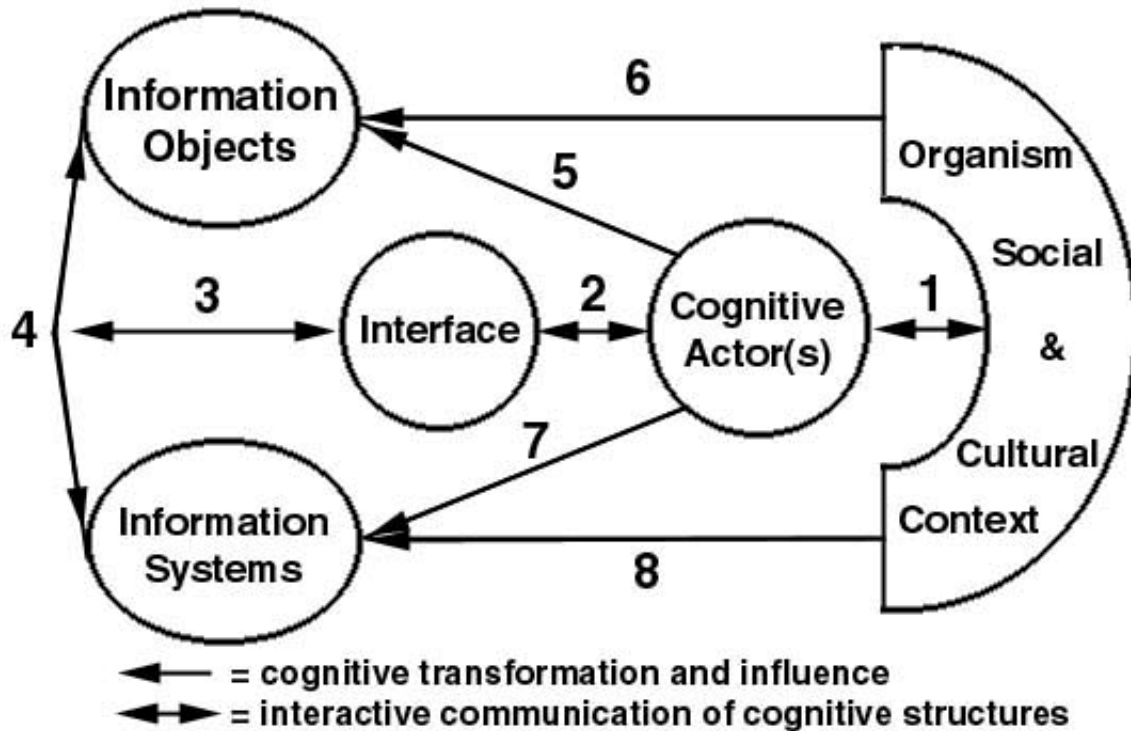 Information
Objects
6
Organism
5
Social
4
3
Interface
2
Cognitive
Actor(s)
1
&
7
Cultural
Information
Systems
8
Context
= cognitive transformation and influence
= interactive communication of cognitive structures